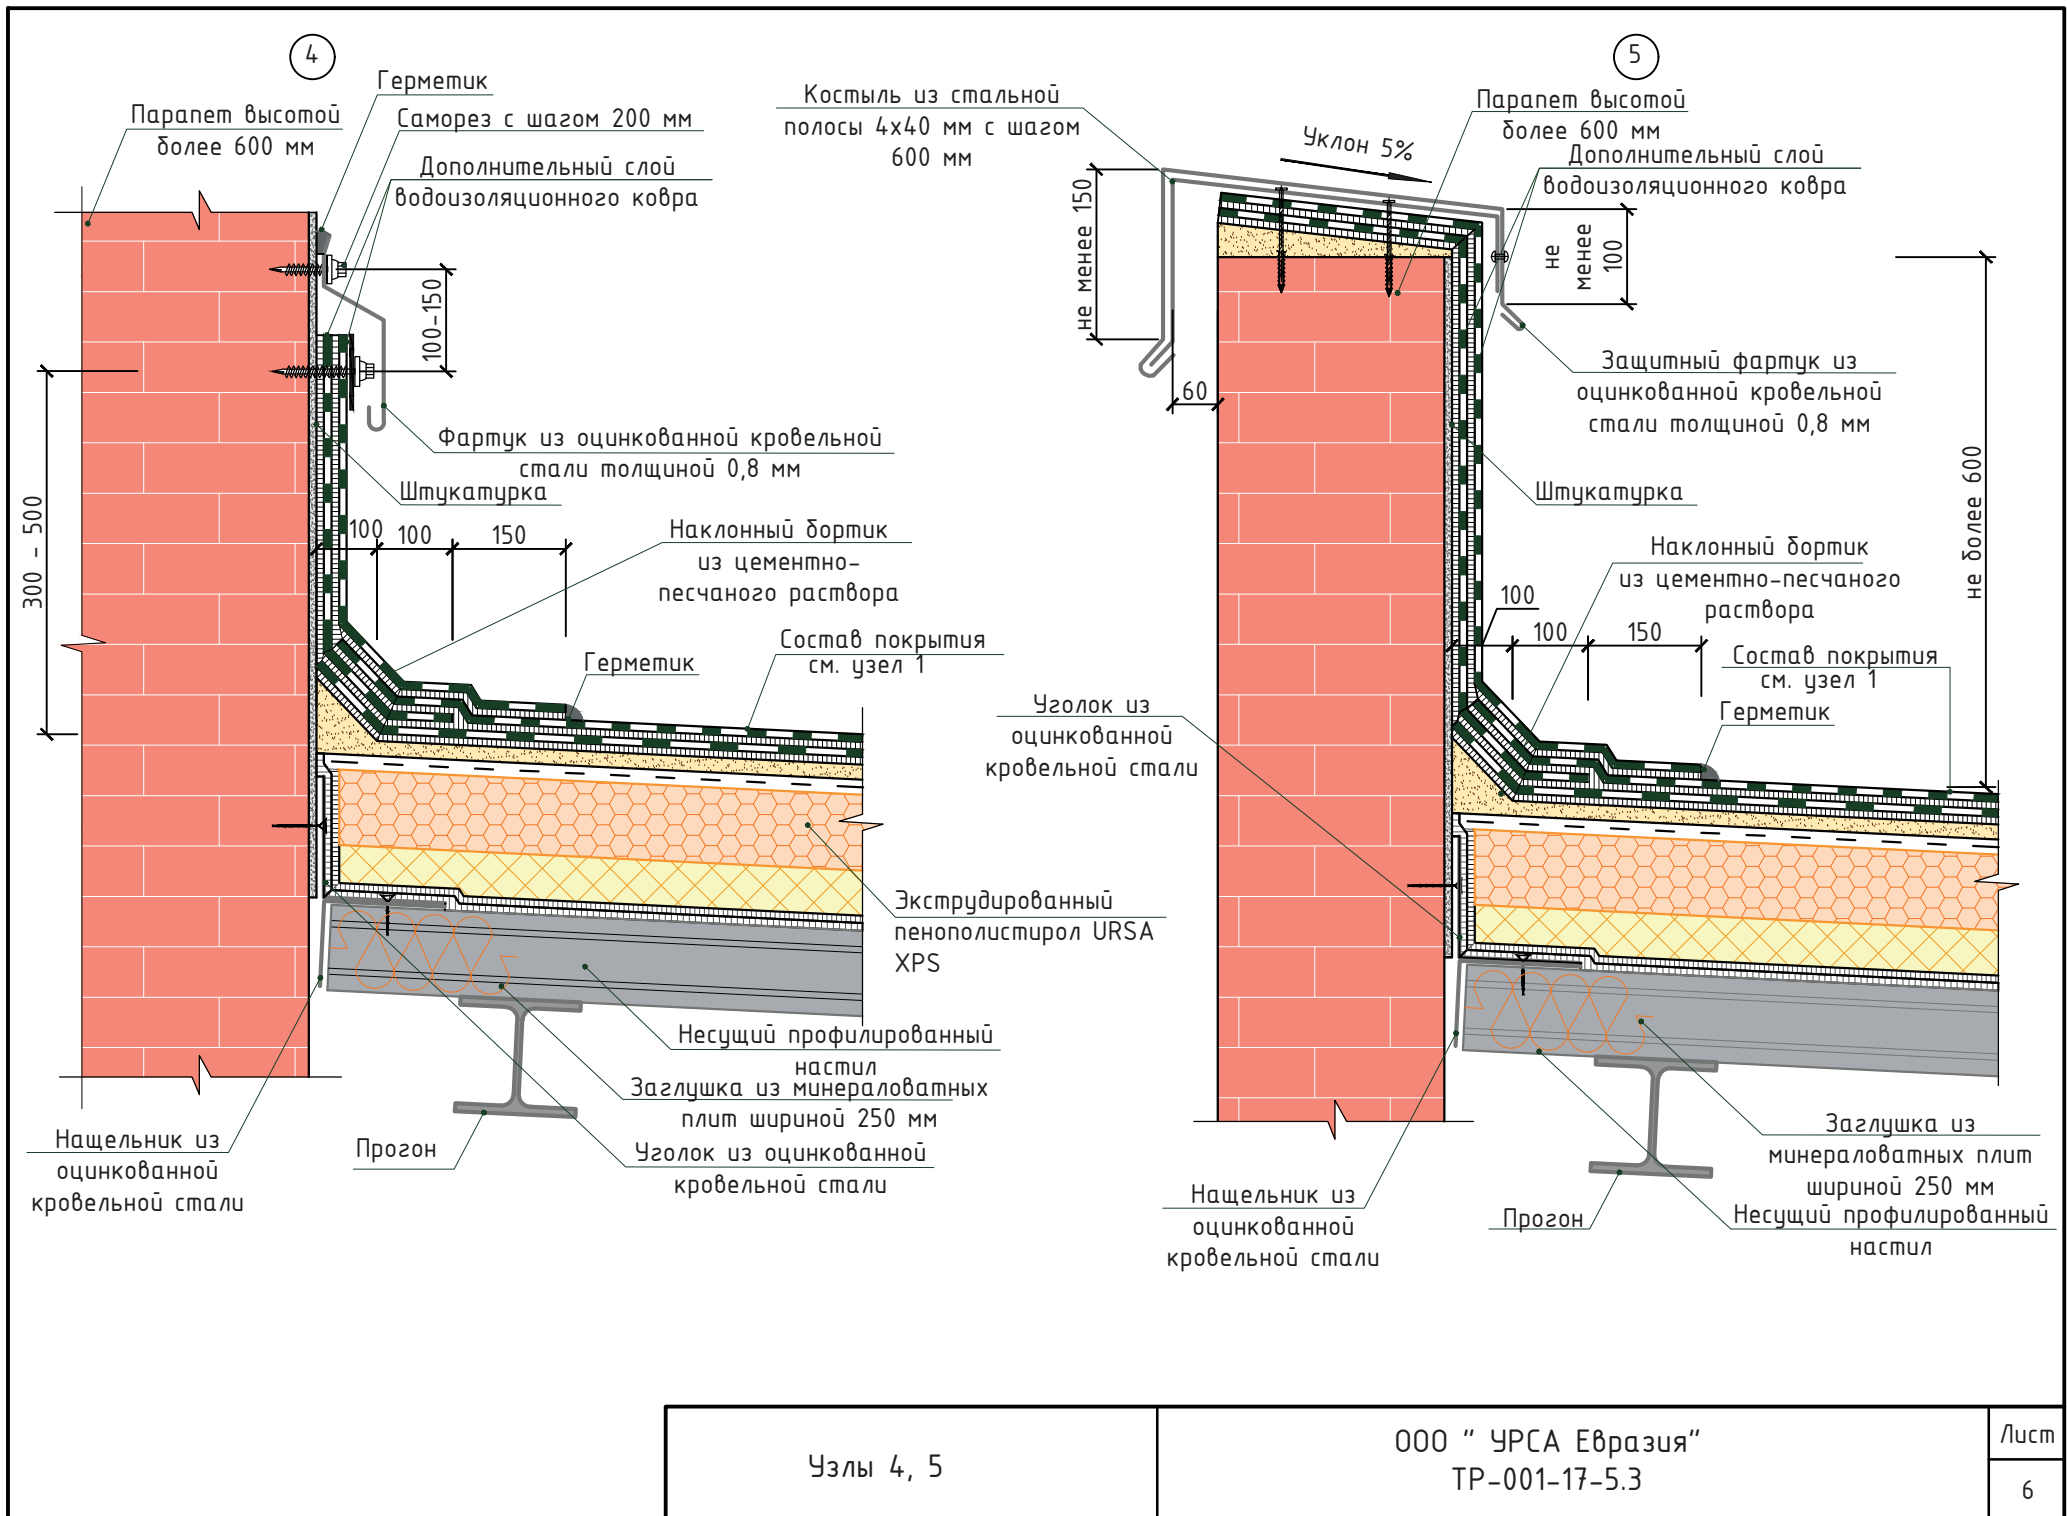 4
Герметик
Парапет высотой
более 600 мм
Саморез с шагом 200 мм
Дополнительный слой
водоизоляционного ковра
100-150
300 - 500
Фартук из оцинкованной кровельной
стали толщиной 0,8 мм
Штукатурка
100
100
150
Наклонный бортик
из цементно-
песчаного раствора
Состав покрытия
см. узел 1
Герметик
Экструдированный
пенополистирол URSA
XPS
Несущий профилированный
настил
Заглушка из минераловатных
плит шириной 250 мм
Уголок из оцинкованной
кровельной стали
Прогон
Нащельник из
оцинкованной
кровельной стали
5
Костыль из стальной
полосы 4х40 мм с шагом
600 мм
Уклон 5%
Парапет высотой
более 600 мм
Дополнительный слой
водоизоляционного ковра
не менее 150
60
не
менее
100
Защитный фартук из
оцинкованной кровельной
стали толщиной 0,8 мм
Штукатурка
не более 600
Наклонный бортик
из цементно-песчаного
раствора
100
100
150
Состав покрытия
см. узел 1
Герметик
Уголок из
оцинкованной
кровельной стали
Заглушка из
минераловатных плит
шириной 250 мм
Несущий профилированный
настил
Прогон
Нащельник из
оцинкованной
кровельной стали
Узлы 4, 5
ООО " УРСА Евразия"
ТР-001-17-5.3
Лист
6